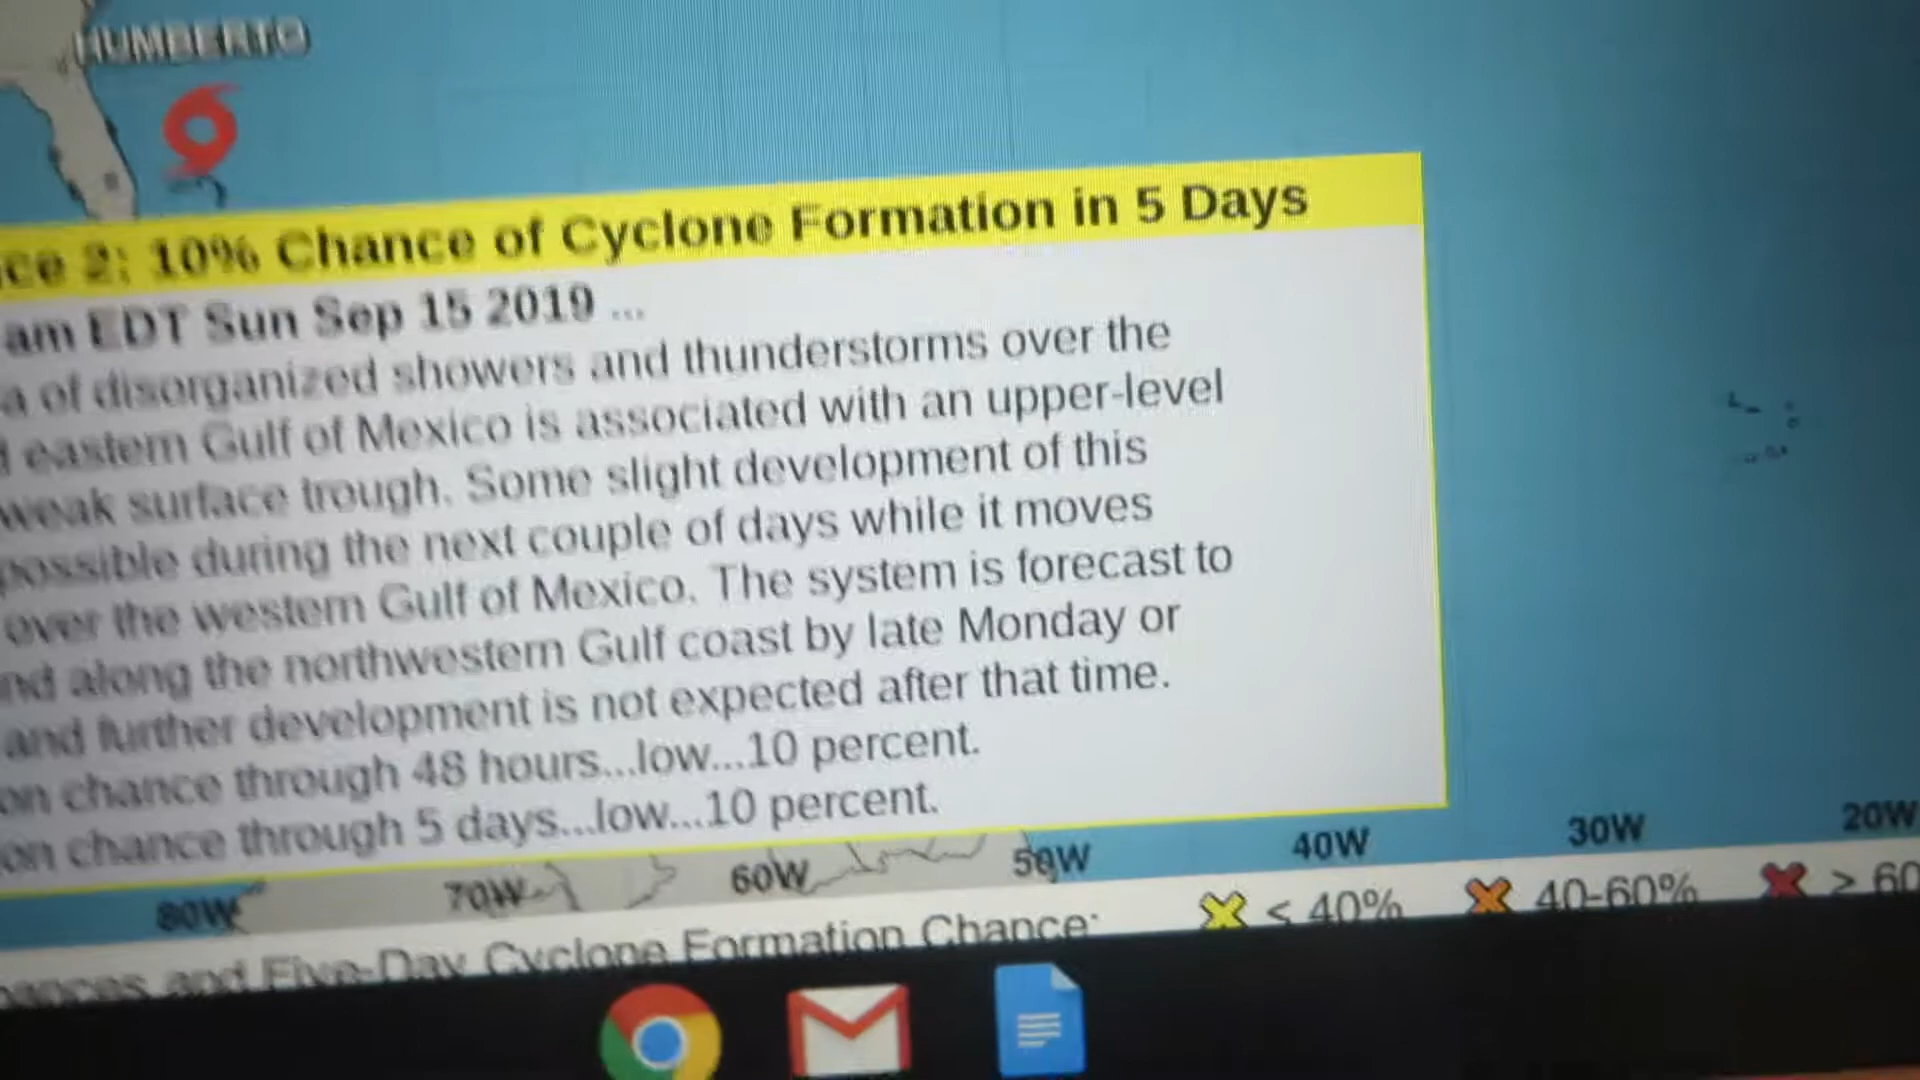 HUMBERTO
ce 2: 10% Chance of Cyclone Formation in 5 Days
am EDT Sun Sep 15 2019 ...
a of disorganized showers and thunderstorms over the
d eastern Gulf of Mexico is associated with an upper-level
weak surface trough. Some slight development of this
possible during the next couple of days while it moves
over the western Gulf of Mexico. The system is forecast to
nd along the northwestern Gulf coast by late Monday or
and further development is not expected after that time.
on chance through 48 hours...low...10 percent.
on chance through 5 days...low...10 percent.
80W 70W 60W 50W 40W 30W 20W
bances and Five-Day Cyclone Formation Chance: < 40% 40-60% > 60